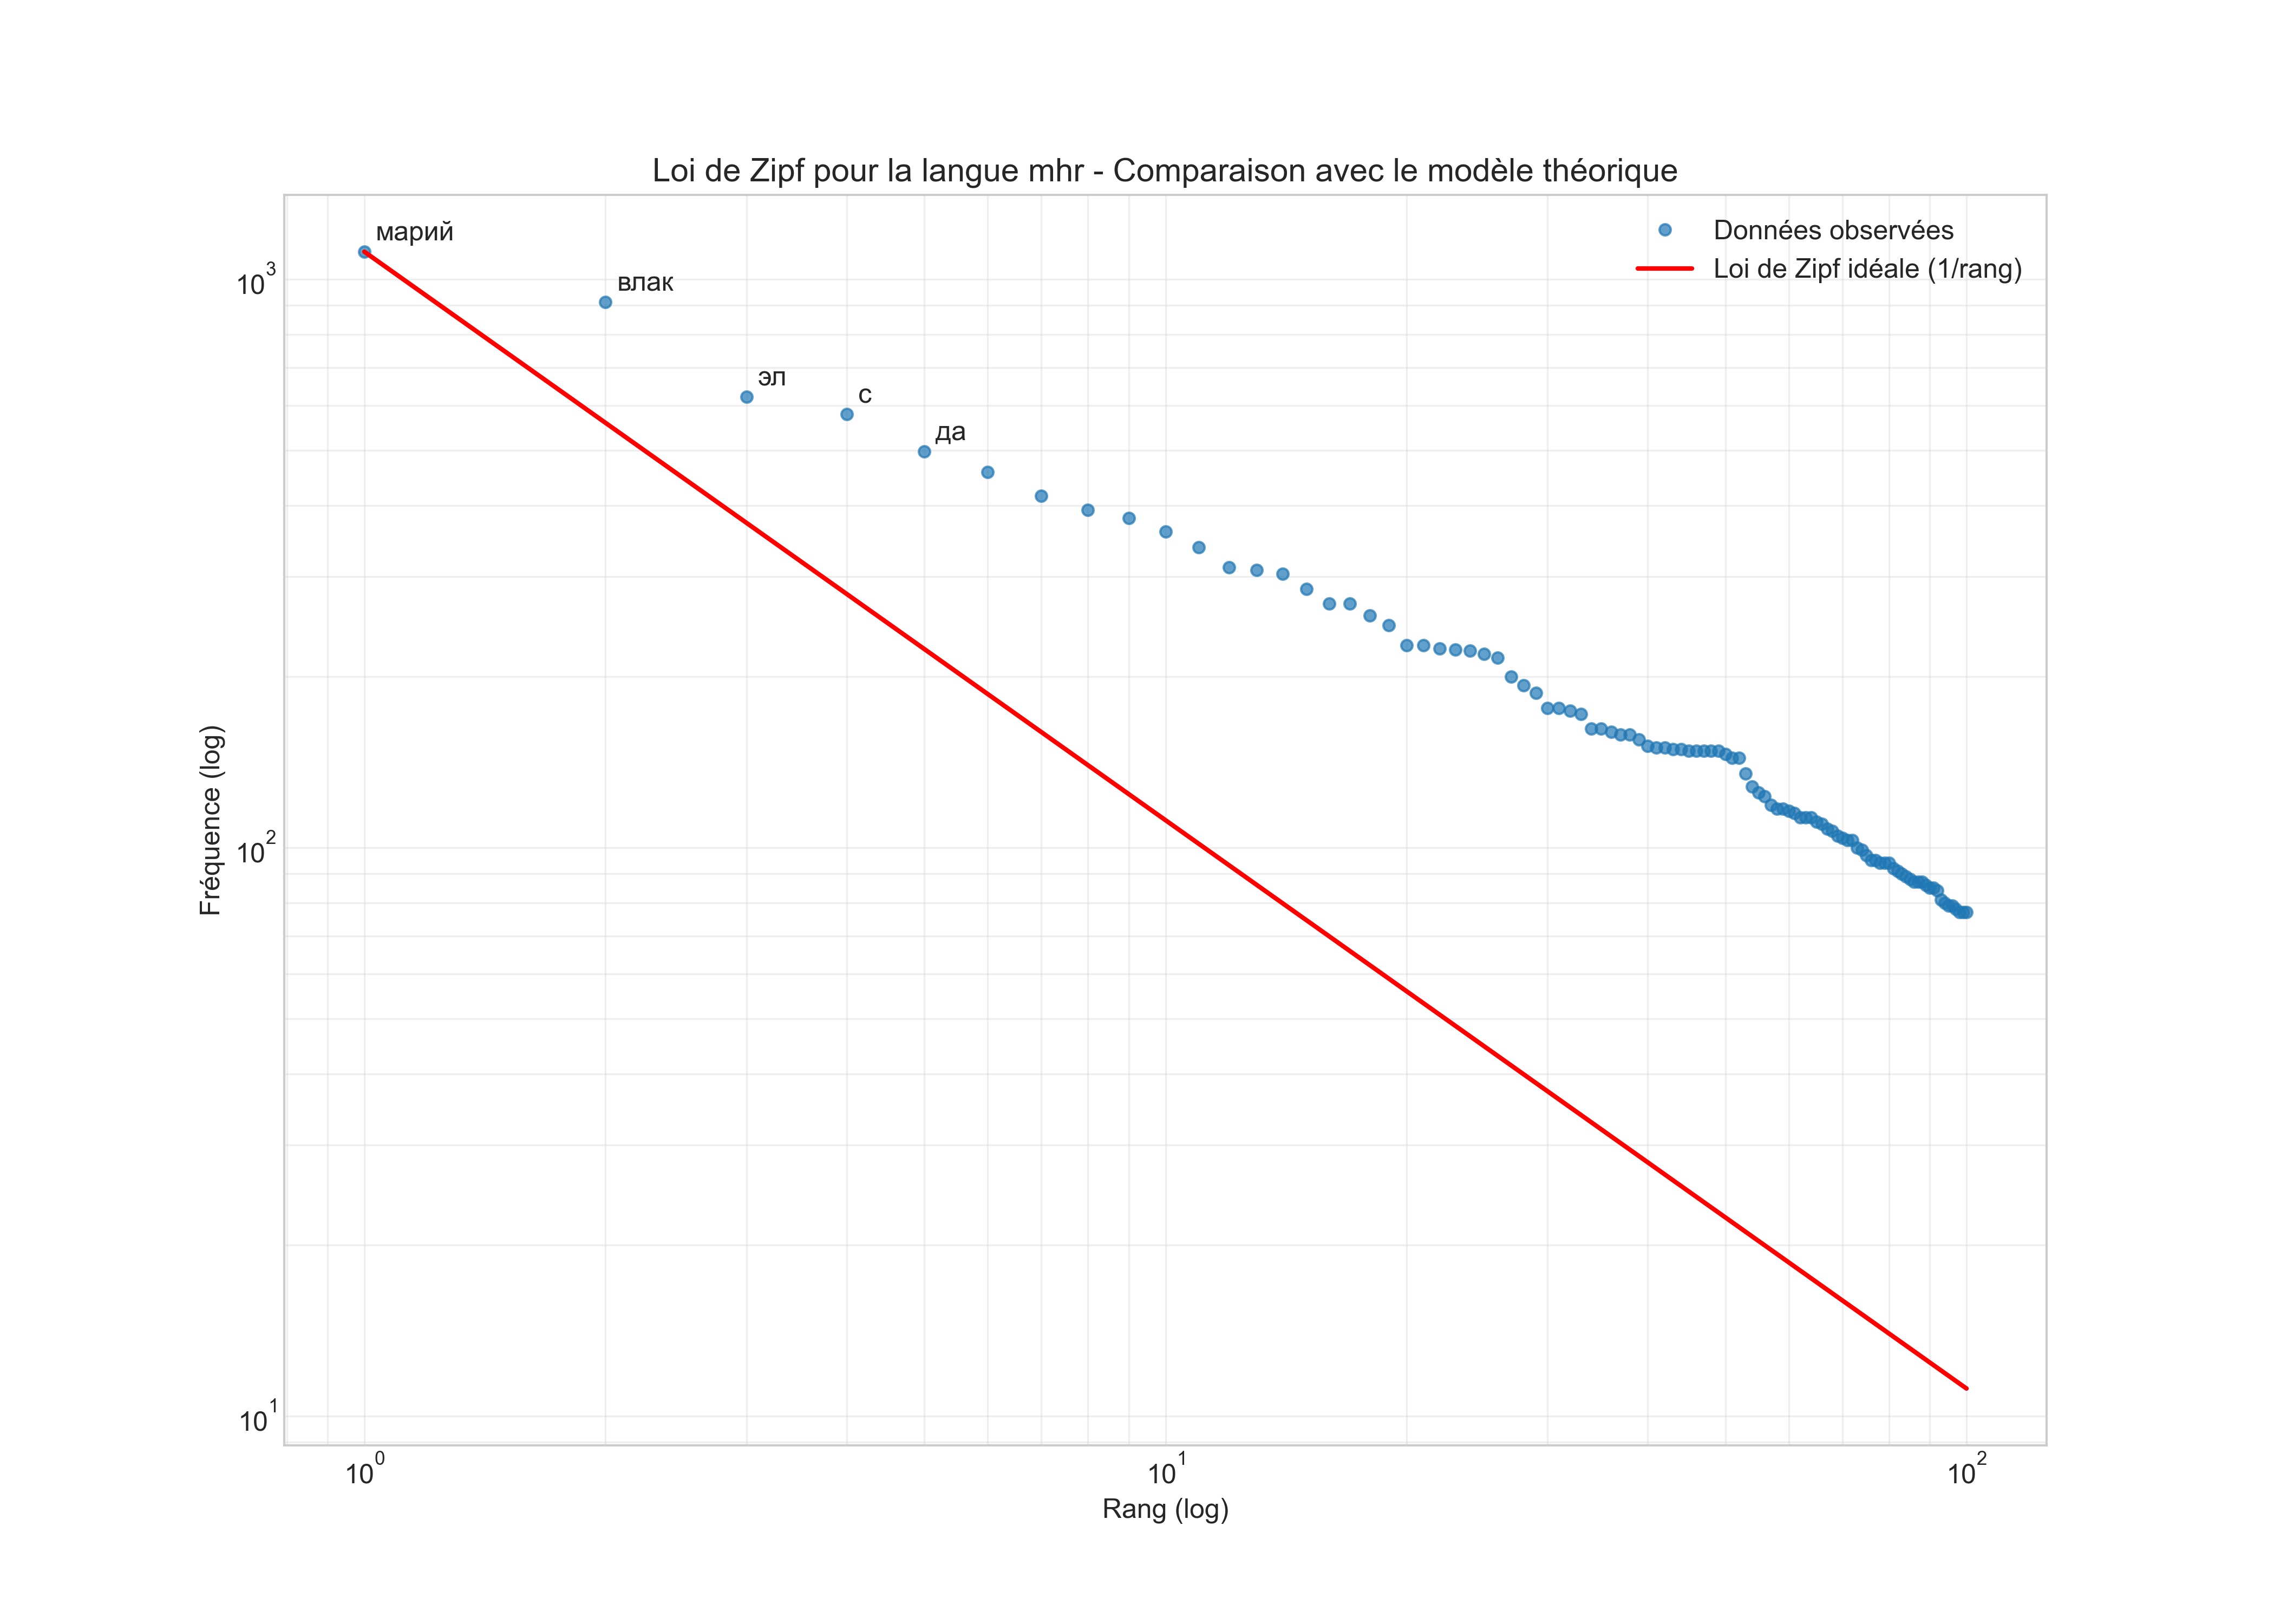 Loi de Zipf pour la langue mhr - Comparaison avec le modèle théorique
марий
влак
эл
с
да
Données observées
Loi de Zipf idéale (1/rang)
Fréquence (log)
10³
10²
10¹
10⁰
10¹
10²
Rang (log)